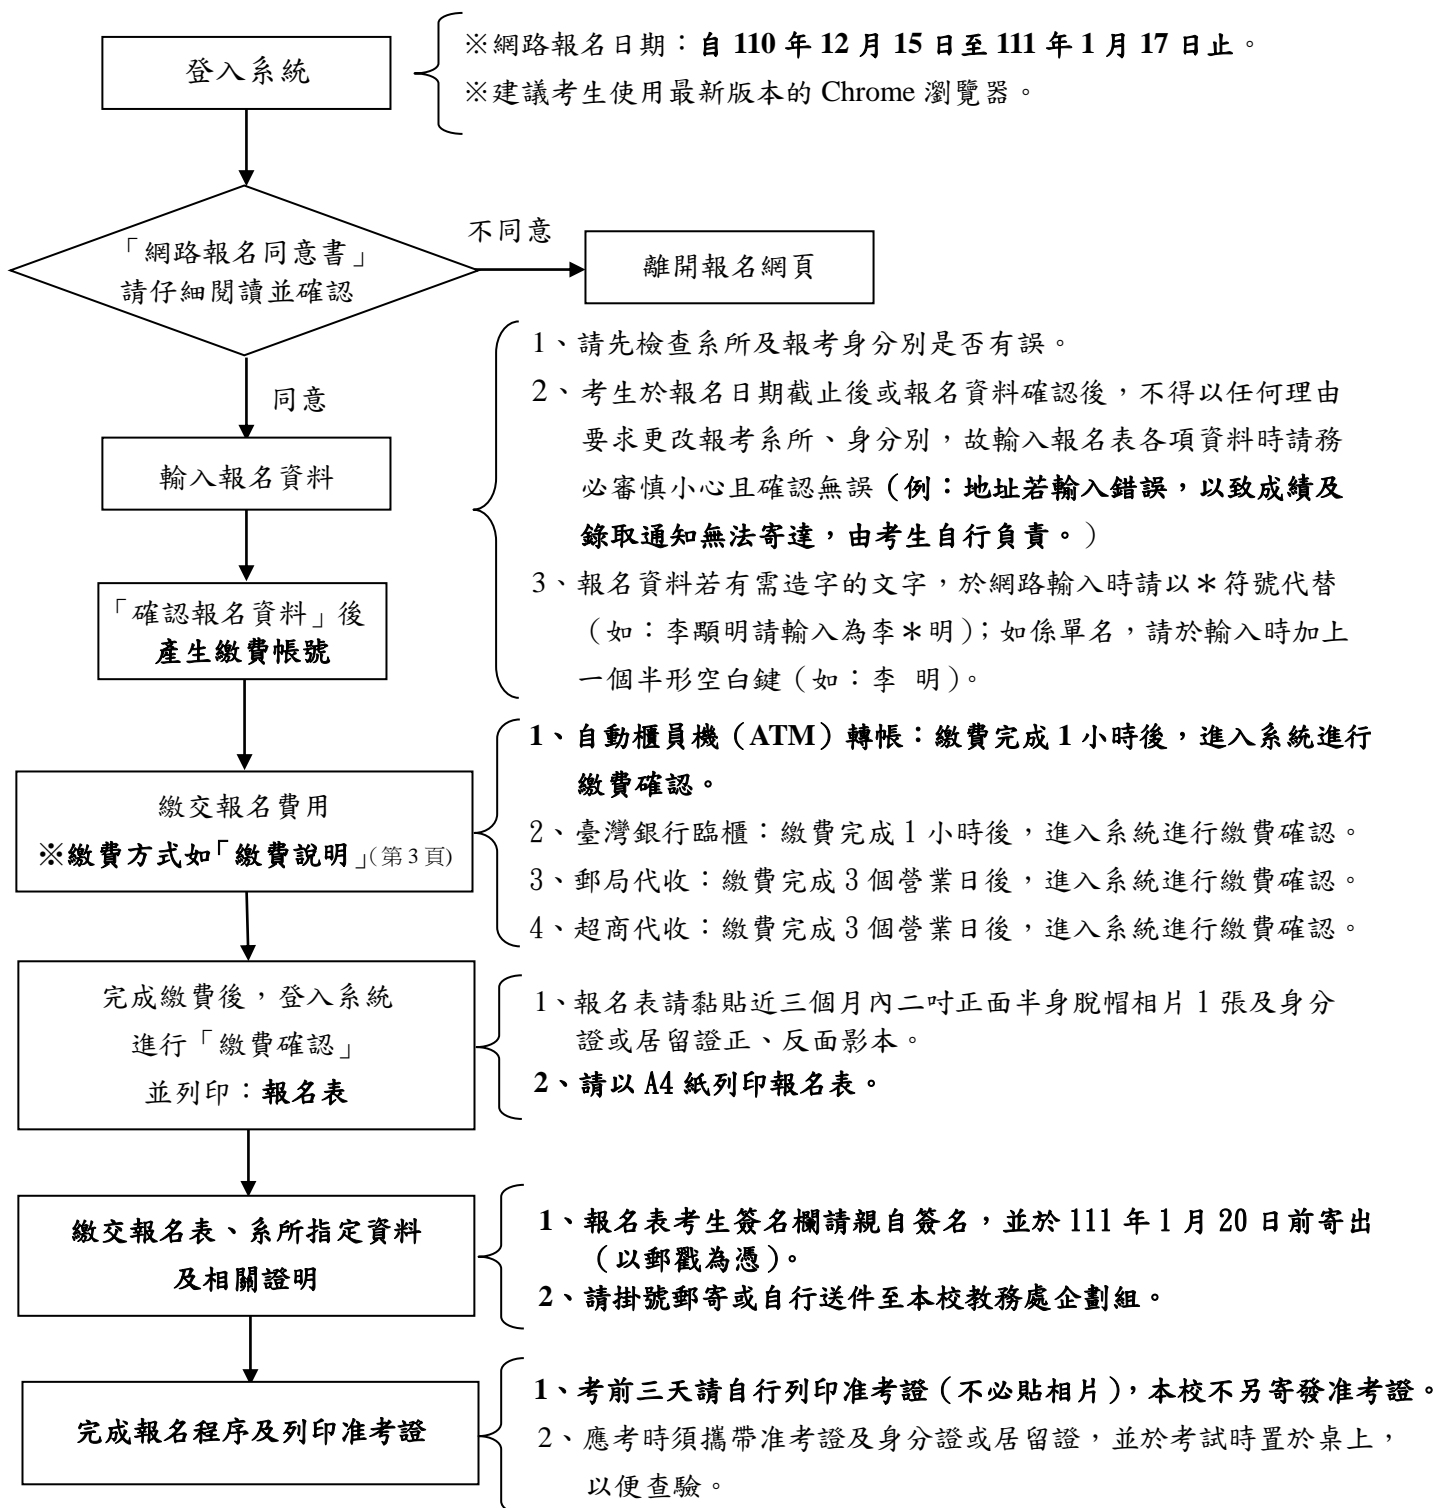 登入系統
※網路報名日期：自 110 年 12 月 15 日至 111 年 1 月 17 日止。
※建議考生使用最新版本的 Chrome 瀏覽器。
「網路報名同意書」
請仔細閱讀並確認
不同意
離開報名網頁
同意
輸入報名資料
「確認報名資料」後
產生繳費帳號
1、請先檢查系所及報考身分別是否有誤。
2、考生於報名日期截止後或報名資料確認後，不得以任何理由
要求更改報考系所、身分別，故輸入報名表各項資料時請務
必審慎小心且確認無誤（例：地址若輸入錯誤，以致成績及
錄取通知無法寄達，由考生自行負責。）
3、報名資料若有需造字的文字，於網路輸入時請以＊符號代替
（如：李顒明請輸入為李＊明）；如係單名，請於輸入時加上
一個半形空白鍵（如：李 明）。
繳交報名費用
※繳費方式如「繳費說明」(第 3 頁)
1、自動櫃員機（ATM）轉帳：繳費完成 1 小時後，進入系統進行
繳費確認。
2、臺灣銀行臨櫃：繳費完成 1 小時後，進入系統進行繳費確認。
3、郵局代收：繳費完成 3 個營業日後，進入系統進行繳費確認。
4、超商代收：繳費完成 3 個營業日後，進入系統進行繳費確認。
完成繳費後，登入系統
進行「繳費確認」
並列印：報名表
1、報名表請黏貼近三個月內二吋正面半身脫帽相片 1 張及身分
證或居留證正、反面影本。
2、請以 A4 紙列印報名表。
繳交報名表、系所指定資料
及相關證明
1、報名表考生簽名欄請親自簽名，並於 111 年 1 月 20 日前寄出
（以郵戳為憑）。
2、請掛號郵寄或自行送件至本校教務處企劃組。
完成報名程序及列印准考證
1、考前三天請自行列印准考證（不必貼相片），本校不另寄發准考證。
2、應考時須攜帶准考證及身分證或居留證，並於考試時置於桌上，
以便查驗。